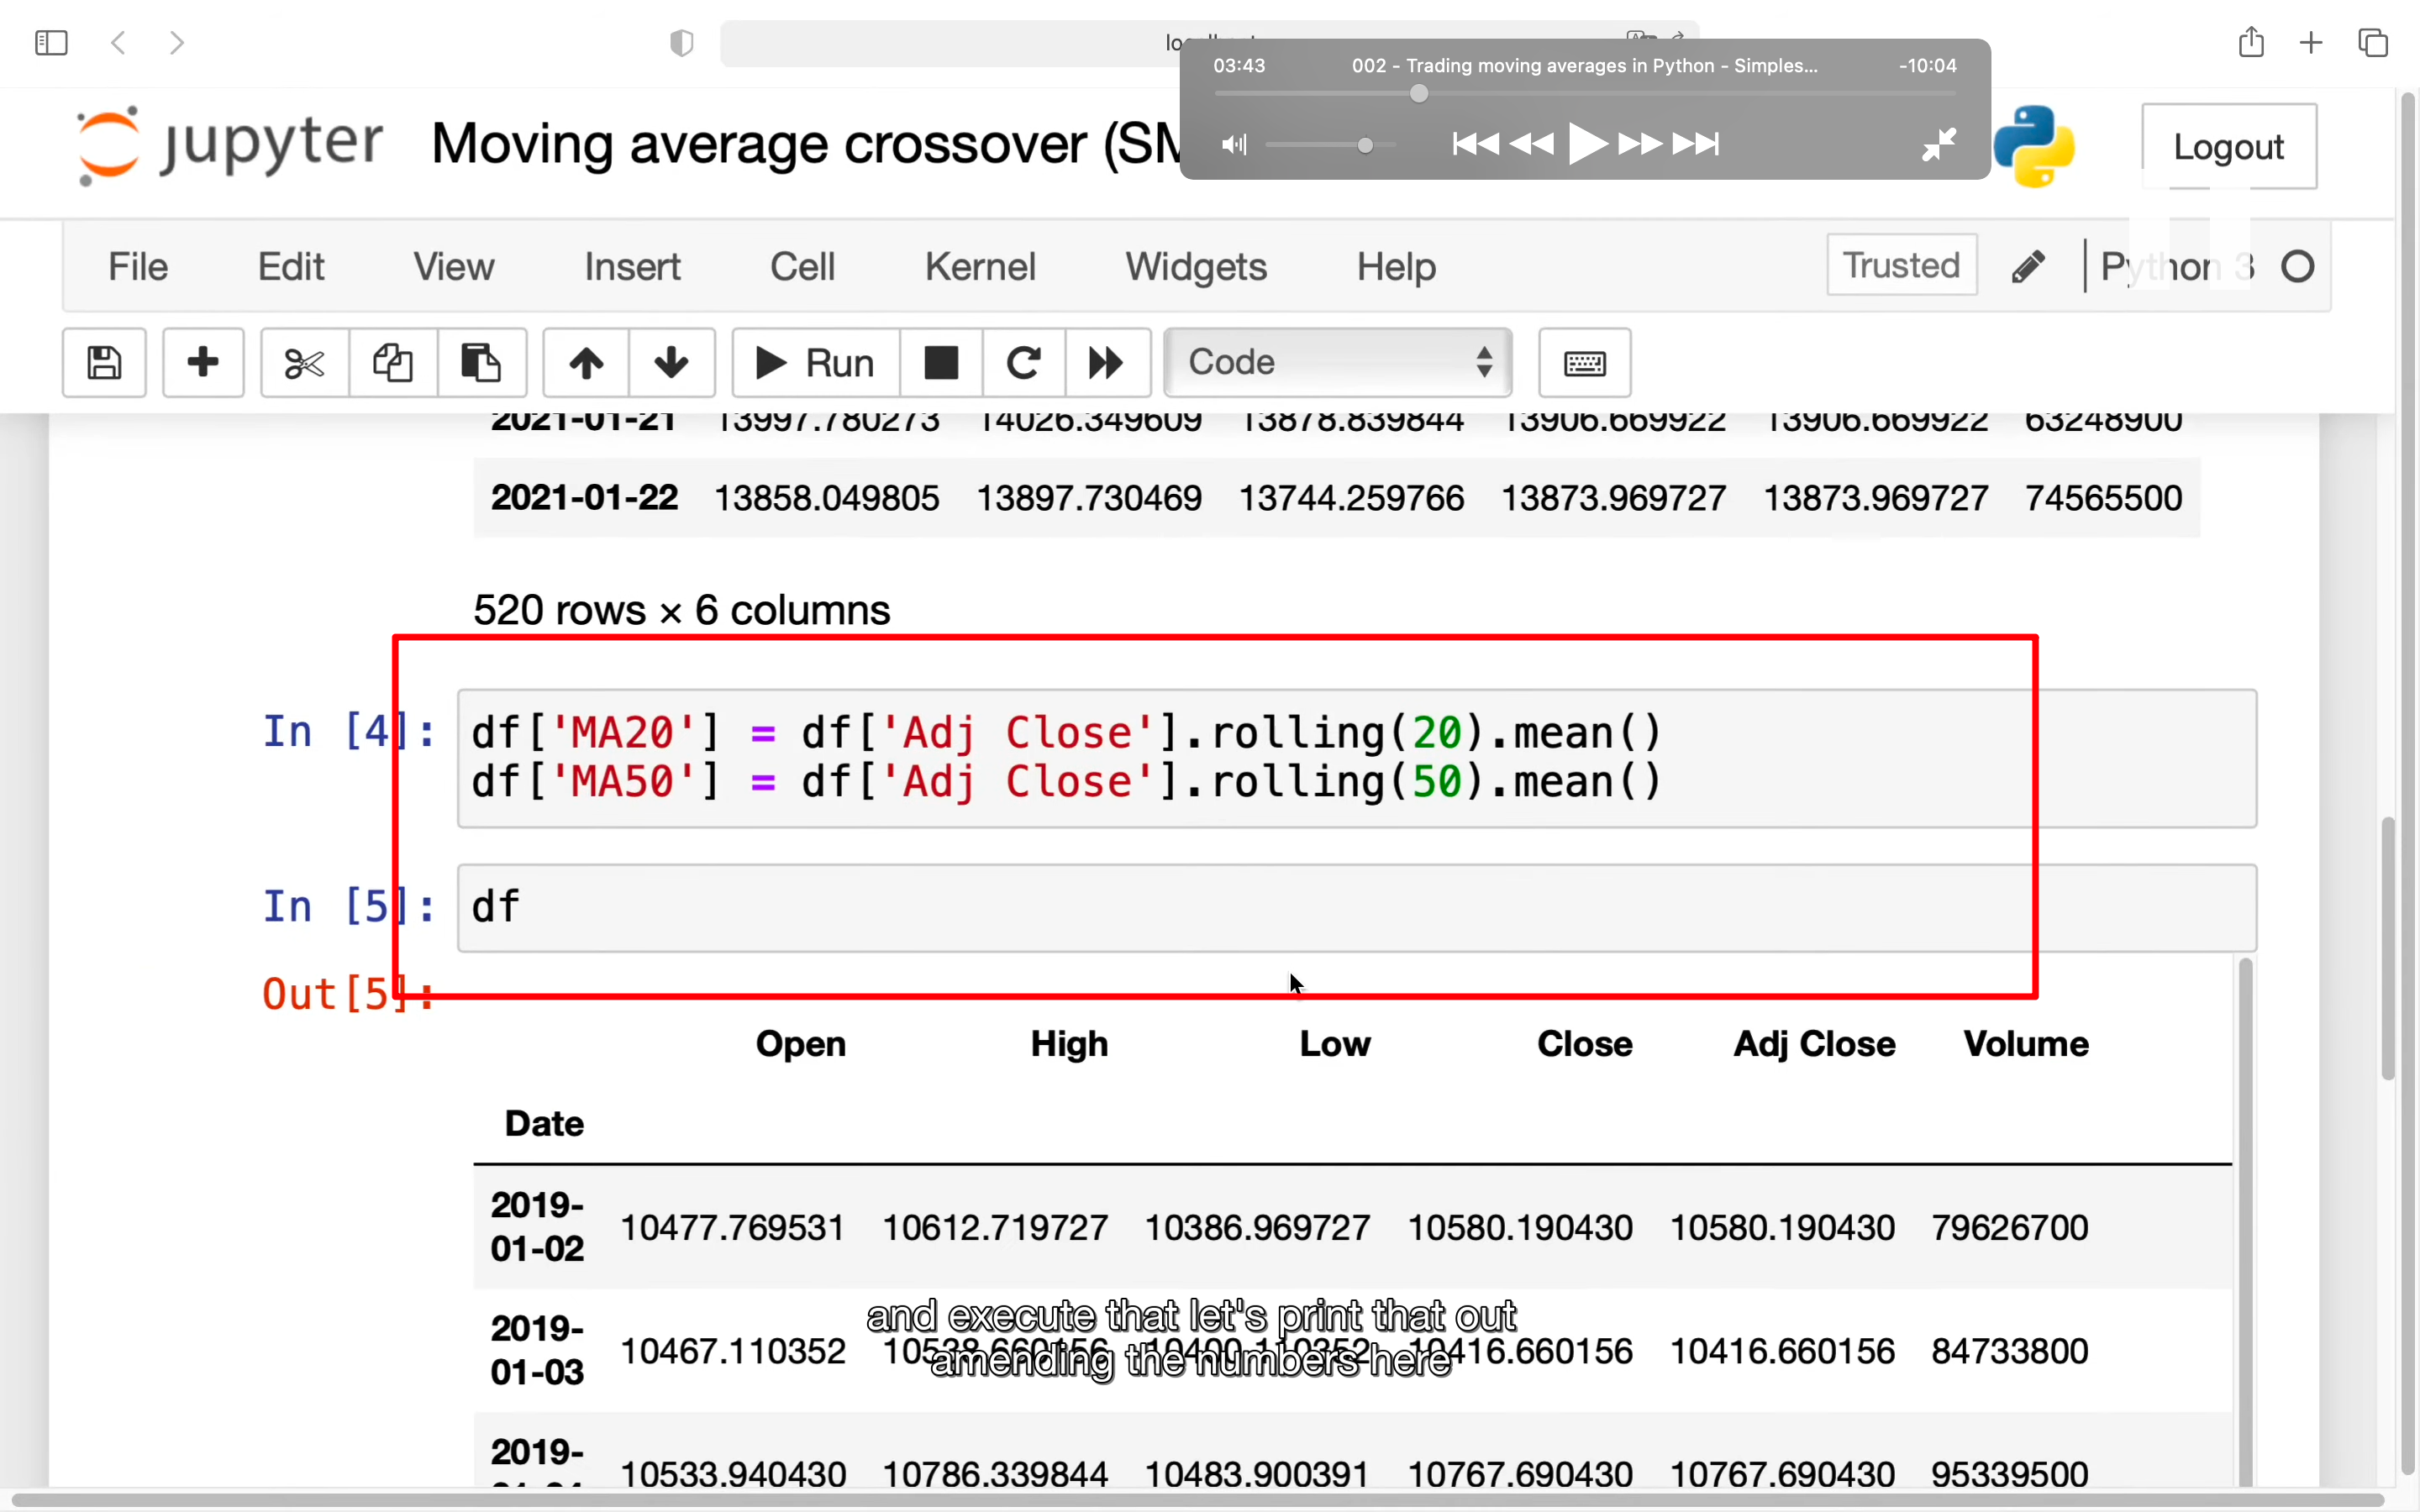 03:43
002 - Trading moving averages in Python - Simples...
-10:04
jupyter
Moving average crossover (SM
Logout
File Edit View Insert Cell Kernel Widgets Help
Trusted
Python 3
Run
Code
2021-01-21 13997.780273 14026.349609 13878.839844 13906.669922 13906.669922 63248900
2021-01-22 13858.049805 13897.730469 13744.259766 13873.969727 13873.969727 74565500
520 rows × 6 columns
In [4]: df['MA20'] = df['Adj Close'].rolling(20).mean()
df['MA50'] = df['Adj Close'].rolling(50).mean()
In [5]: df
Out[5]:
Open High Low Close Adj Close Volume
Date
2019-
01-02 10477.769531 10612.719727 10386.969727 10580.190430 10580.190430 79626700
2019-
01-03 10467.110352 10416.660156 10416.660156 84733800
and execute that let's print that out
amending the numbers here
2019-
10533.940430 10786.339844 10483.900391 10767.690430 10767.690430 95339500